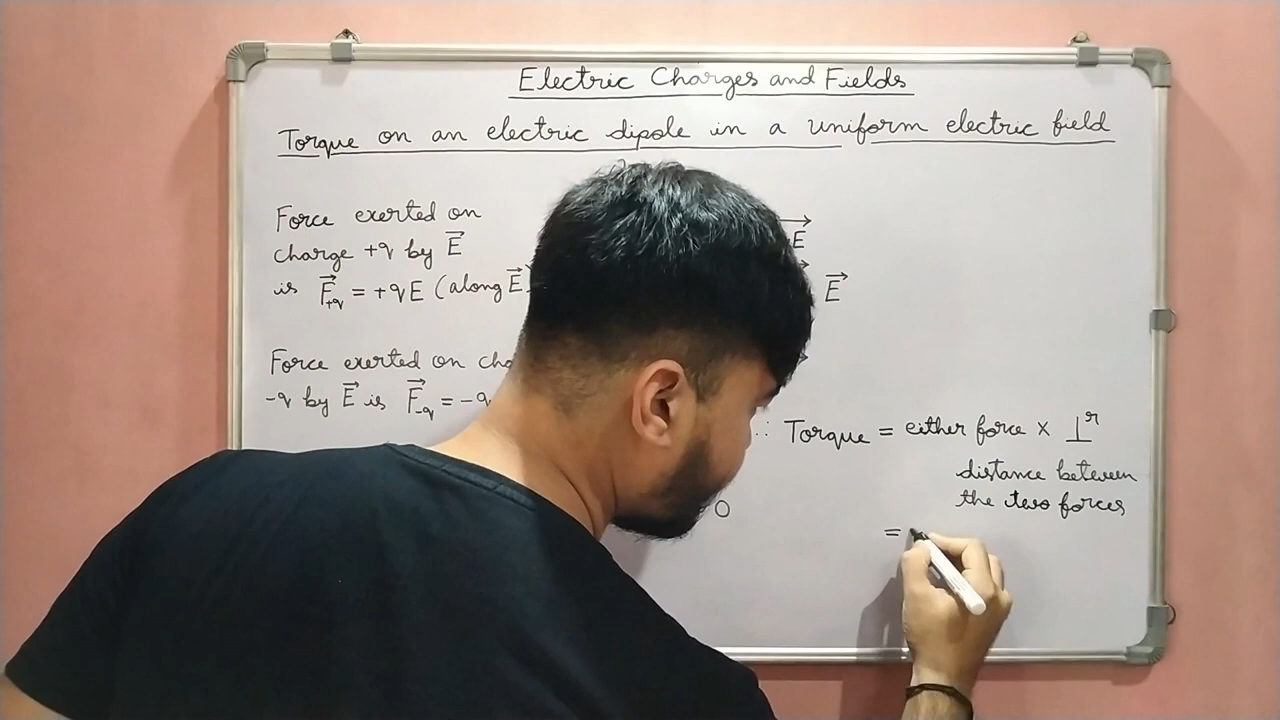 Electric Charges and Fields
Torque on an electric dipole in a uniform electric field
Force exerted on
charge +q by E⃗
is F⃗₊q = +qE (along E⃗)
E
E⃗
Force exerted on
-q by E⃗ is F⃗₋q = -q
∴ Torque = either force × ⊥ʳ
distance between
the two forces
O
=